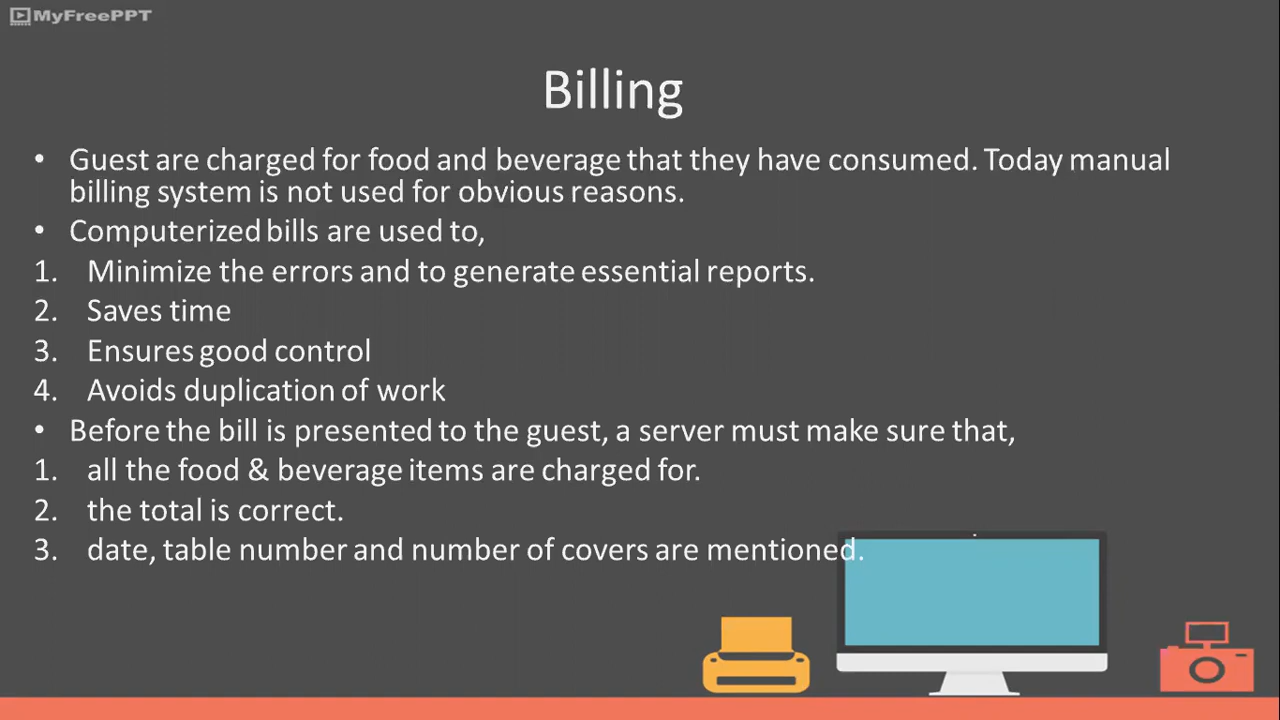 MyFreePPT
Billing
• Guest are charged for food and beverage that they have consumed. Today manual
billing system is not used for obvious reasons.
• Computerized bills are used to,
1. Minimize the errors and to generate essential reports.
2. Saves time
3. Ensures good control
4. Avoids duplication of work
• Before the bill is presented to the guest, a server must make sure that,
1. all the food & beverage items are charged for.
2. the total is correct.
3. date, table number and number of covers are mentioned.